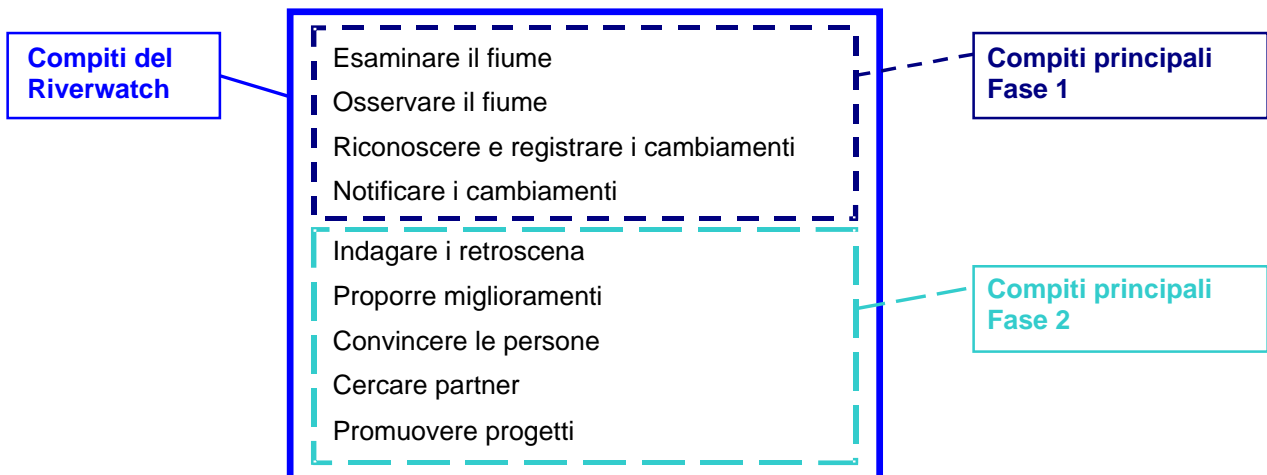 Compiti del
Riverwatch
Esaminare il fiume
Osservare il fiume
Riconoscere e registrare i cambiamenti
Notificare i cambiamenti
Compiti principali
Fase 1
Indagare i retroscena
Proporre miglioramenti
Convincere le persone
Cercare partner
Promuovere progetti
Compiti principali
Fase 2